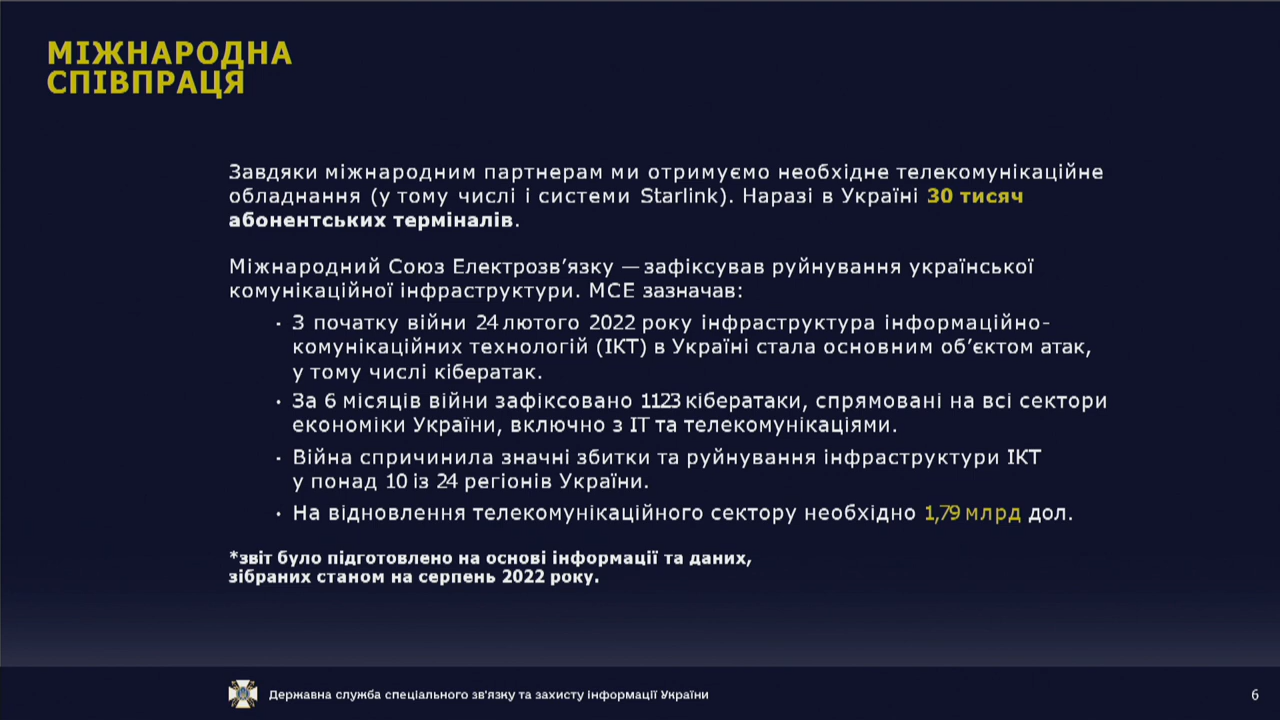 МІЖНАРОДНА
СПІВПРАЦЯ
Завдяки міжнародним партнерам ми отримуємо необхідне телекомунікаційне
обладнання (у тому числі і системи Starlink). Наразі в Україні 30 тисяч
абонентських терміналів.
Міжнародний Союз Електрозв’язку — зафіксував руйнування української
комунікаційної інфраструктури. МСЕ зазначав:
• З початку війни 24 лютого 2022 року інфраструктура інформаційно-
комунікаційних технологій (ІКТ) в Україні стала основним об’єктом атак,
у тому числі кібератак.
• За 6 місяців війни зафіксовано 1123 кібератаки, спрямовані на всі сектори
економіки України, включно з ІТ та телекомунікаціями.
• Війна спричинила значні збитки та руйнування інфраструктури ІКТ
у понад 10 із 24 регіонів України.
• На відновлення телекомунікаційного сектору необхідно 1,79 млрд дол.
*звіт було підготовлено на основі інформації та даних,
зібраних станом на серпень 2022 року.
Державна служба спеціального зв'язку та захисту інформації України
6